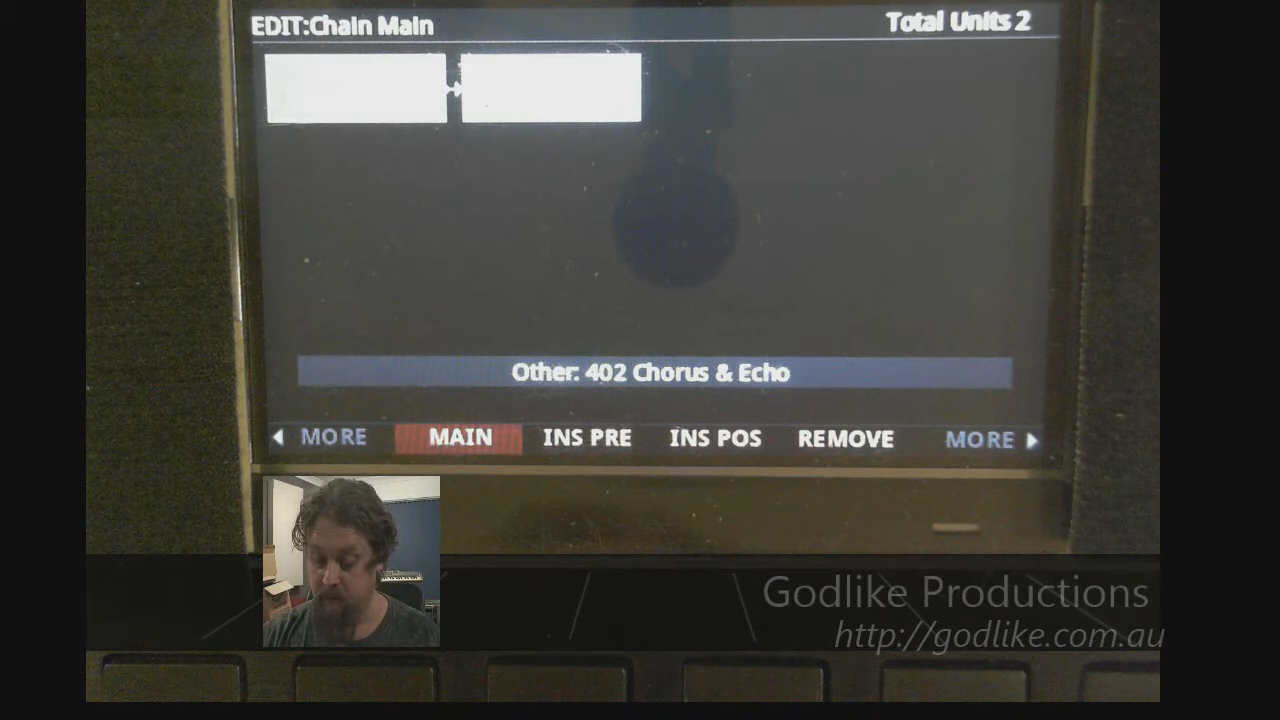 EDIT:Chain Main
Total Units 2
Other: 402 Chorus & Echo
MORE MAIN INS PRE INS POS REMOVE MORE
Godlike Productions
http://godlike.com.au